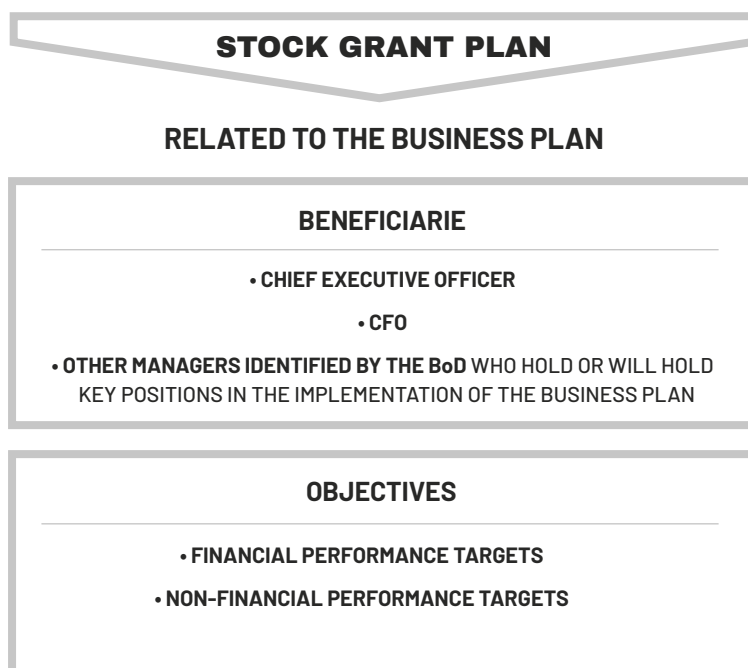 STOCK GRANT PLAN
RELATED TO THE BUSINESS PLAN
BENEFICIARIE
• CHIEF EXECUTIVE OFFICER
• CFO
• OTHER MANAGERS IDENTIFIED BY THE BoD WHO HOLD OR WILL HOLD
KEY POSITIONS IN THE IMPLEMENTATION OF THE BUSINESS PLAN
OBJECTIVES
• FINANCIAL PERFORMANCE TARGETS
• NON-FINANCIAL PERFORMANCE TARGETS